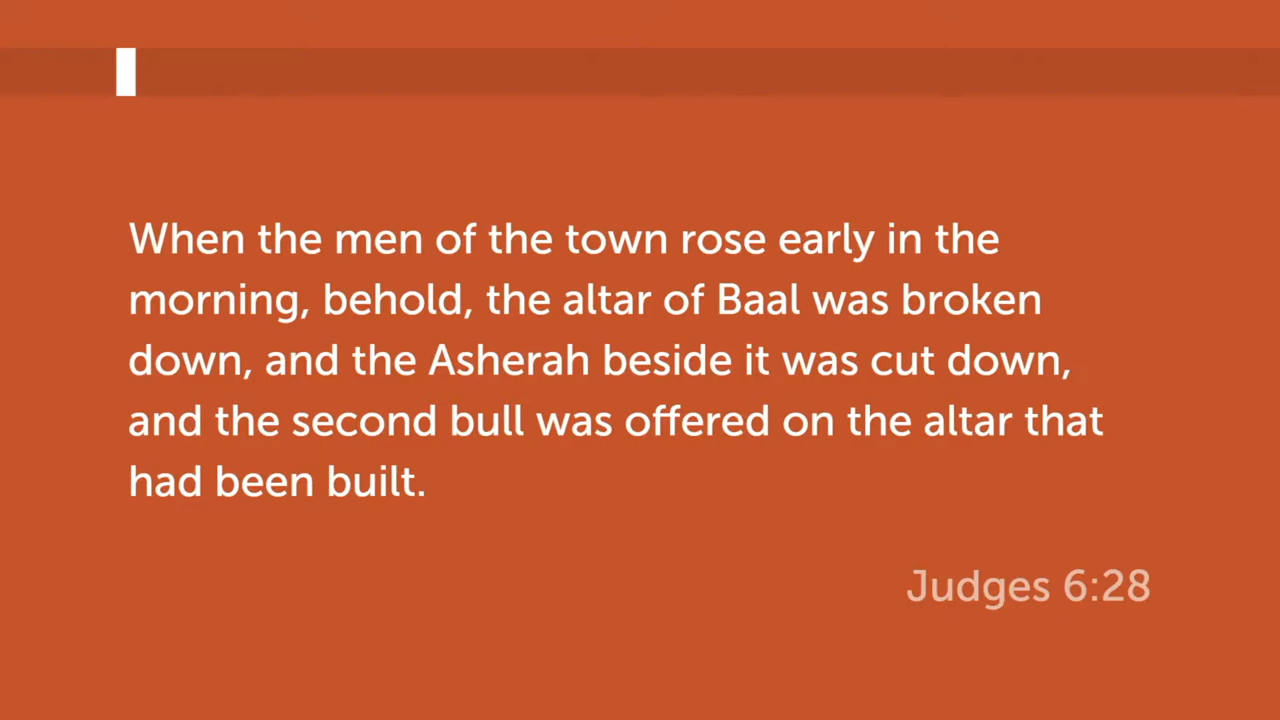 When the men of the town rose early in the
morning, behold, the altar of Baal was broken
down, and the Asherah beside it was cut down,
and the second bull was offered on the altar that
had been built.
Judges 6:28